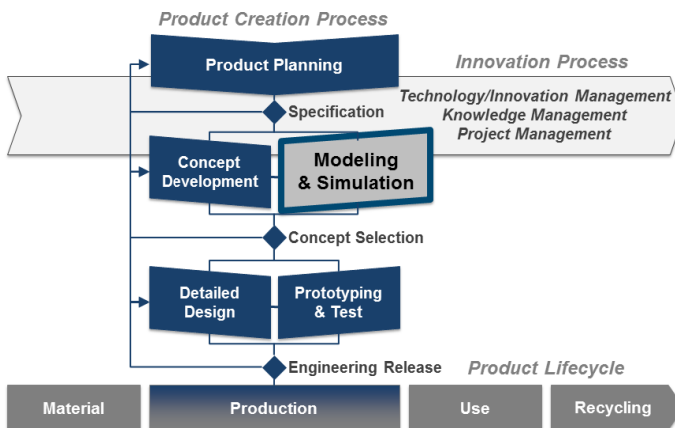 Product Creation Process
Product Planning
Innovation Process
Technology/Innovation Management
Knowledge Management
Project Management
Specification
Concept
Development
Modeling
& Simulation
Concept Selection
Detailed
Design
Prototyping
& Test
Engineering Release
Product Lifecycle
Material
Production
Use
Recycling